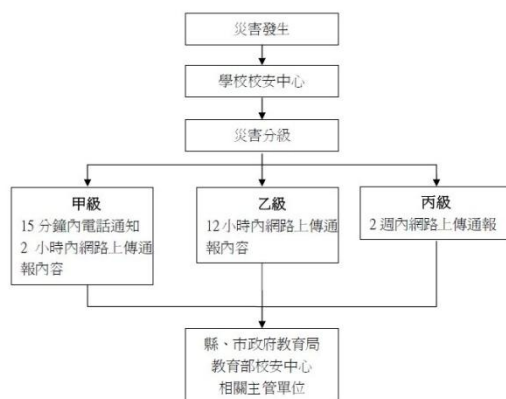 災害發生
學校校安中心
災害分級
甲級
15 分鐘內電話通知
2 小時內網路上傳通
報內容
乙級
12 小時內網路上傳通
報內容
丙級
2 週內網路上傳通報
縣、市政府教育局
教育部校安中心
相關主管單位